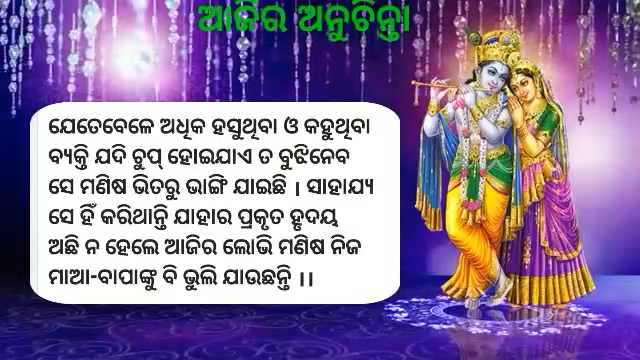 ଆଜିର ଅନୁଚିନ୍ତା
ଯେତେବେଳେ ଅଧିକ ହସୁଥିବା ଓ କହୁଥିବା
ବ୍ୟକ୍ତି ଯଦି ଚୁପ୍ ହୋଇଯାଏ ତ ବୁଝିନେବ
ସେ ମଣିଷ ଭିତରୁ ଭାଙ୍ଗି ଯାଇଛି । ସାହାଯ୍ୟ
ସେ ହିଁ କରିଥାନ୍ତି ଯାହାର ପ୍ରକୃତ ହୃଦୟ
ଅଛି ନ ହେଲେ ଆଜିର ଲୋଭି ମଣିଷ ନିଜ
ମାଆ-ବାପାଙ୍କୁ ବି ଭୁଲି ଯାଉଛନ୍ତି ।।